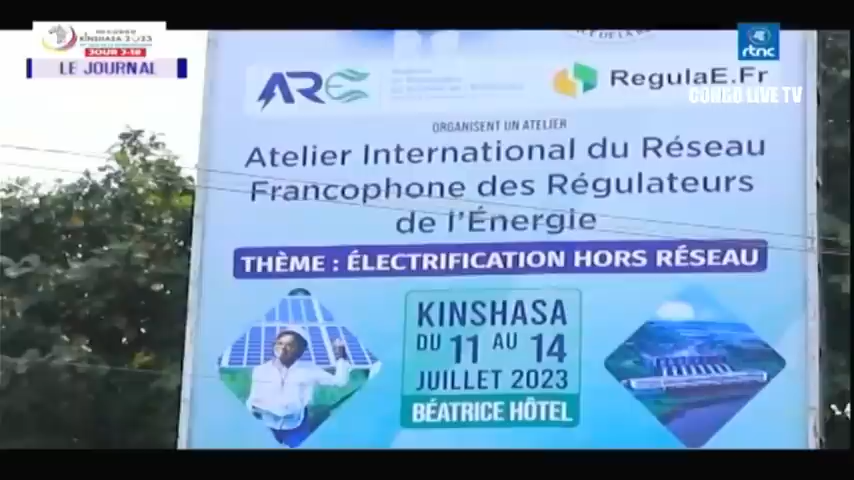 KINSHASA 2023
JOUR J-18
LE JOURNAL
rtnc
CONGO LIVE TV
ARE
RegulaE.Fr
ORGANISENT UN ATELIER
Atelier International du Réseau
Francophone des Régulateurs
de l'Énergie
THÈME : ÉLECTRIFICATION HORS RÉSEAU
KINSHASA
DU 11 AU 14
JUILLET 2023
BÉATRICE HÔTEL